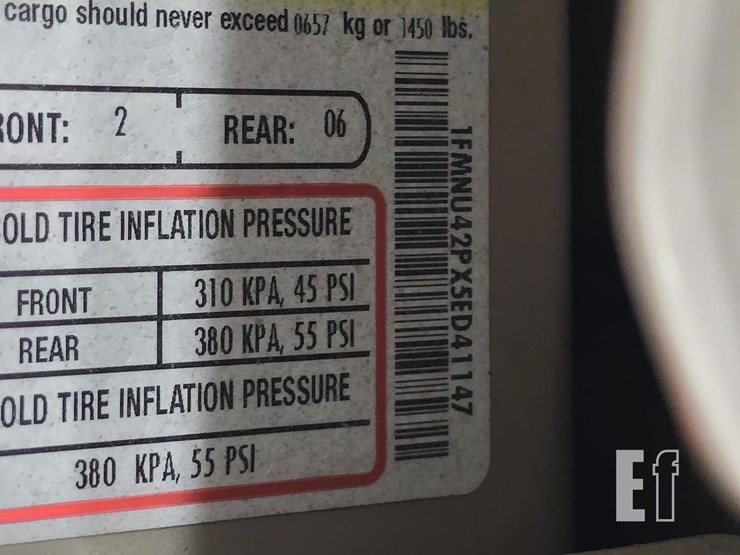 cargo should never exceed 0657 kg or 1450 lbs.
RONT: 2 REAR: 06
OLD TIRE INFLATION PRESSURE
FRONT 310 KPA, 45 PSI
REAR 380 KPA, 55 PSI
OLD TIRE INFLATION PRESSURE
380 KPA, 55 PSI
1FMNU42PX5ED41147
Ef